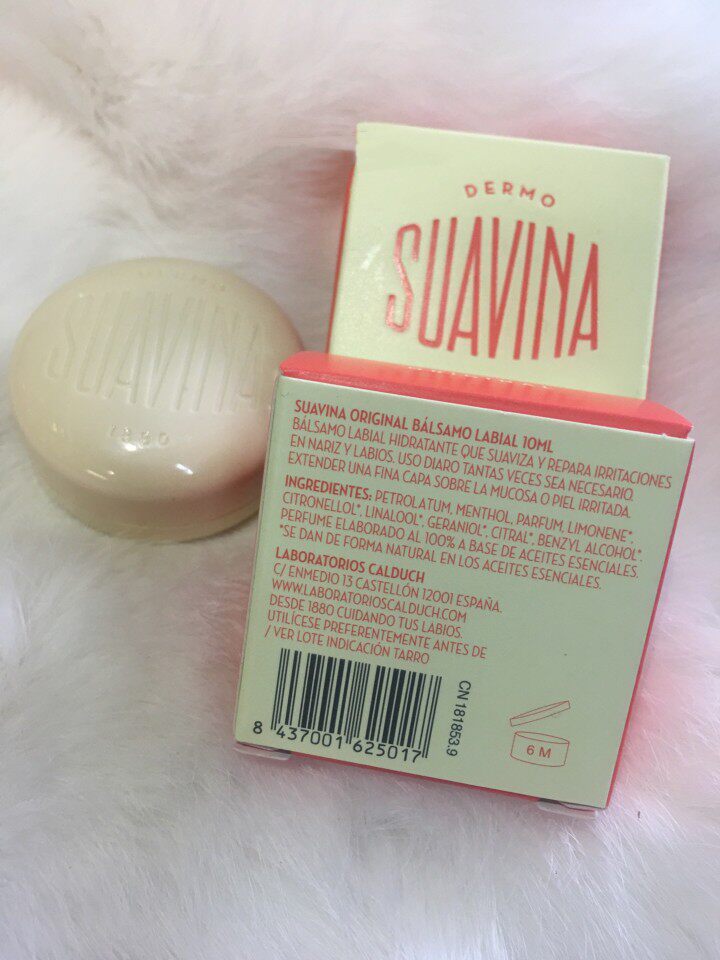 DERMO
SUAVINA
DERMO
SUAVINA
1880
SUAVINA ORIGINAL BÁLSAMO LABIAL 10ML
BÁLSAMO LABIAL HIDRATANTE QUE SUAVIZA Y REPARA IRRITACIONES
EN NARIZ Y LABIOS. USO DIARO TANTAS VECES SEA NECESARIO.
EXTENDER UNA FINA CAPA SOBRE LA MUCOSA O PIEL IRRITADA.
INGREDIENTES: PETROLATUM, MENTHOL, PARFUM, LIMONENE*,
CITRONELLOL*, LINALOOL*, GERANIOL*, CITRAL*, BENZYL ALCOHOL*.
PERFUME ELABORADO AL 100% A BASE DE ACEITES ESENCIALES.
*SE DAN DE FORMA NATURAL EN LOS ACEITES ESENCIALES.
LABORATORIOS CALDUCH
C/ ENMEDIO 13 CASTELLÓN 12001 ESPAÑA.
WWW.LABORATORIOSCALDUCH.COM
DESDE 1880 CUIDANDO TUS LABIOS.
UTILÍCESE PREFERENTEMENTE ANTES DE
/ VER LOTE INDICACIÓN TARRO
8 437001 625017
CN 181853.9
6 M